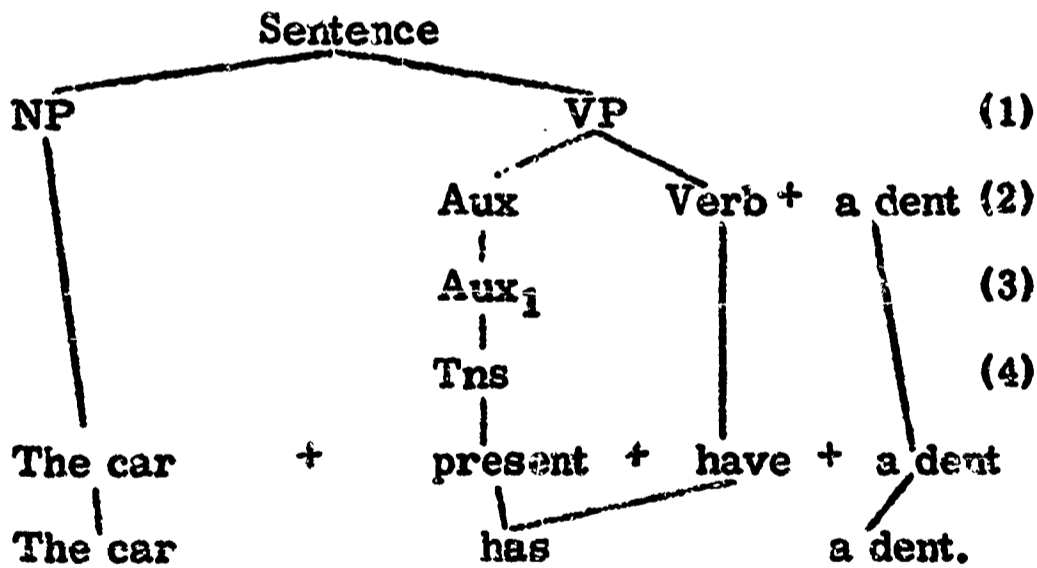 Sentence
NP VP (1)
Aux Verb + a dent (2)
Aux1 (3)
Tns (4)
The car + present + have + a dent
The car has a dent.